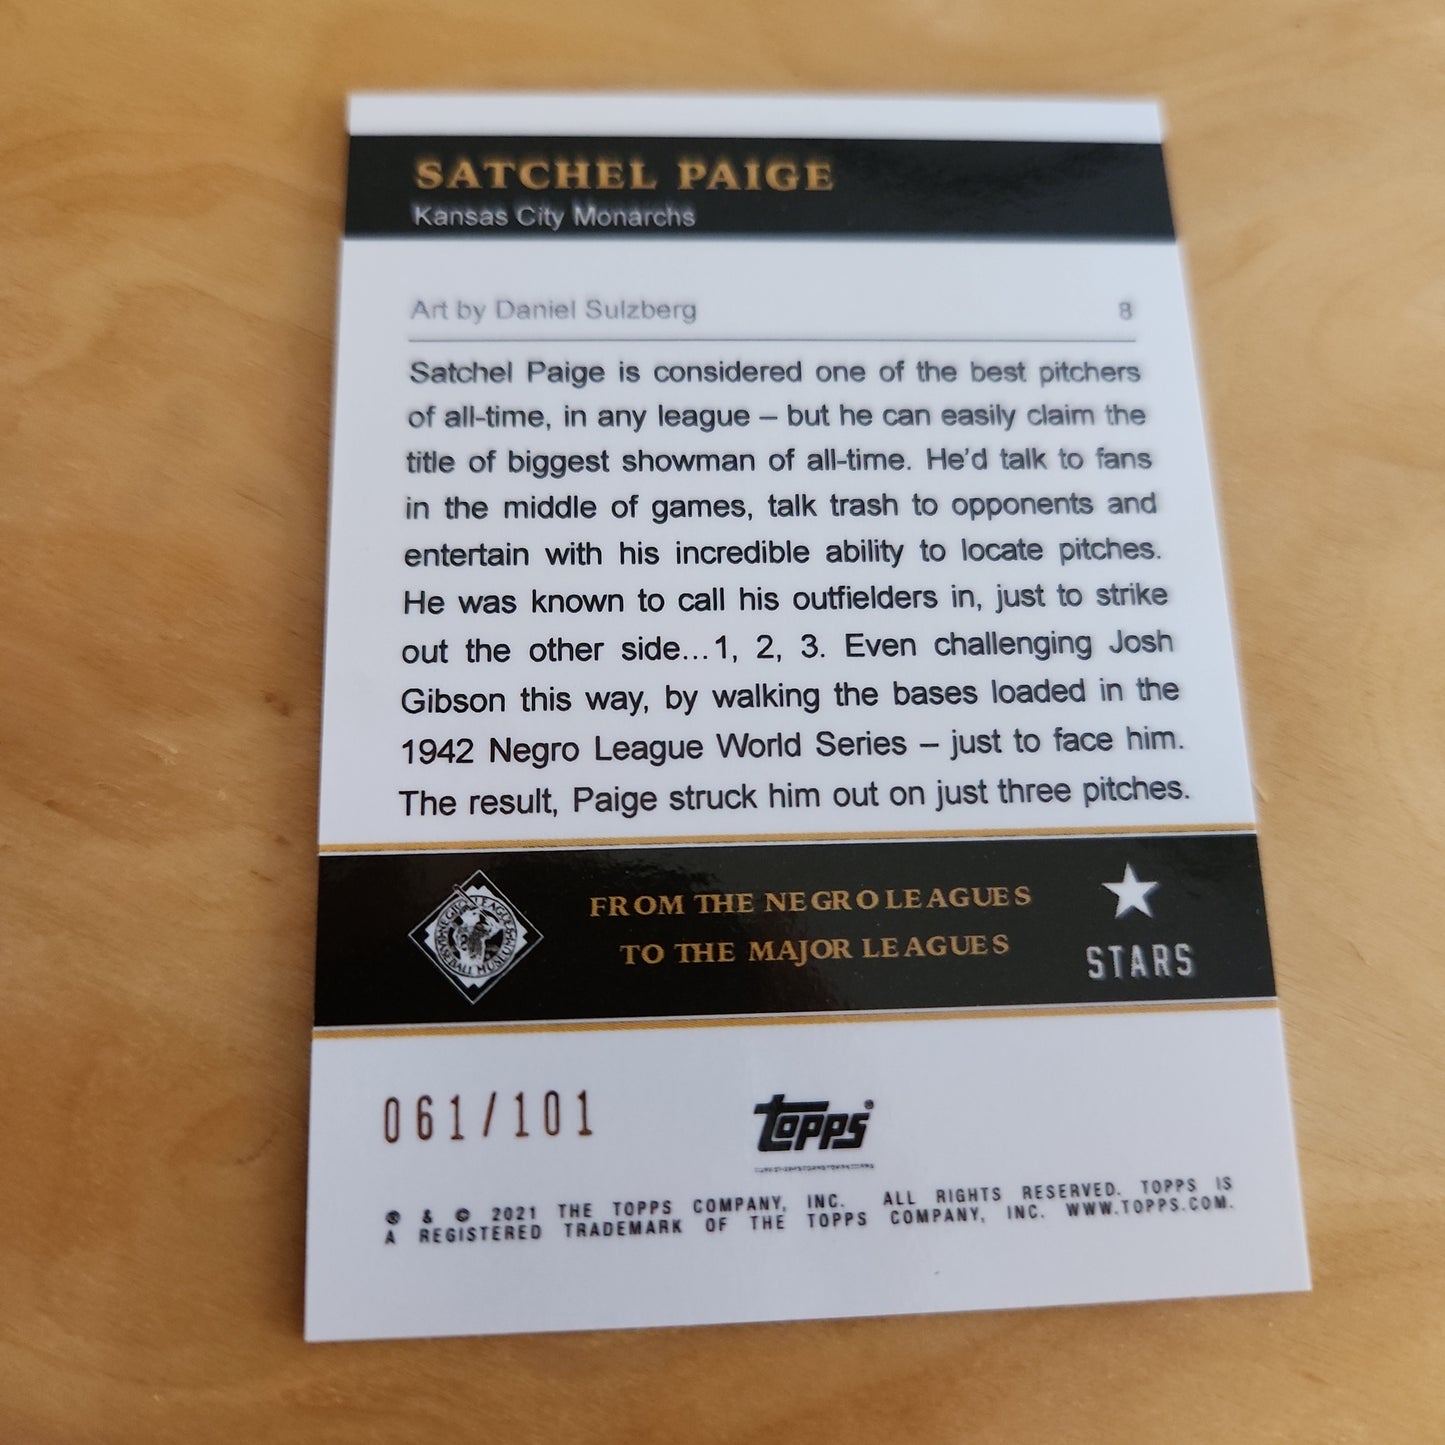 SATCHEL PAIGE
Kansas City Monarchs
Art by Daniel Sulzberg 8
Satchel Paige is considered one of the best pitchers
of all-time, in any league – but he can easily claim the
title of biggest showman of all-time. He'd talk to fans
in the middle of games, talk trash to opponents and
entertain with his incredible ability to locate pitches.
He was known to call his outfielders in, just to strike
out the other side...1, 2, 3. Even challenging Josh
Gibson this way, by walking the bases loaded in the
1942 Negro League World Series – just to face him.
The result, Paige struck him out on just three pitches.
NEGRO LEAGUES
BASEBALL MUSEUM
FROM THE NEGRO LEAGUES
TO THE MAJOR LEAGUES
STARS
061/101
topps®
® & © 2021 THE TOPPS COMPANY, INC. ALL RIGHTS RESERVED. TOPPS IS
A REGISTERED TRADEMARK OF THE TOPPS COMPANY, INC. WWW.TOPPS.COM.